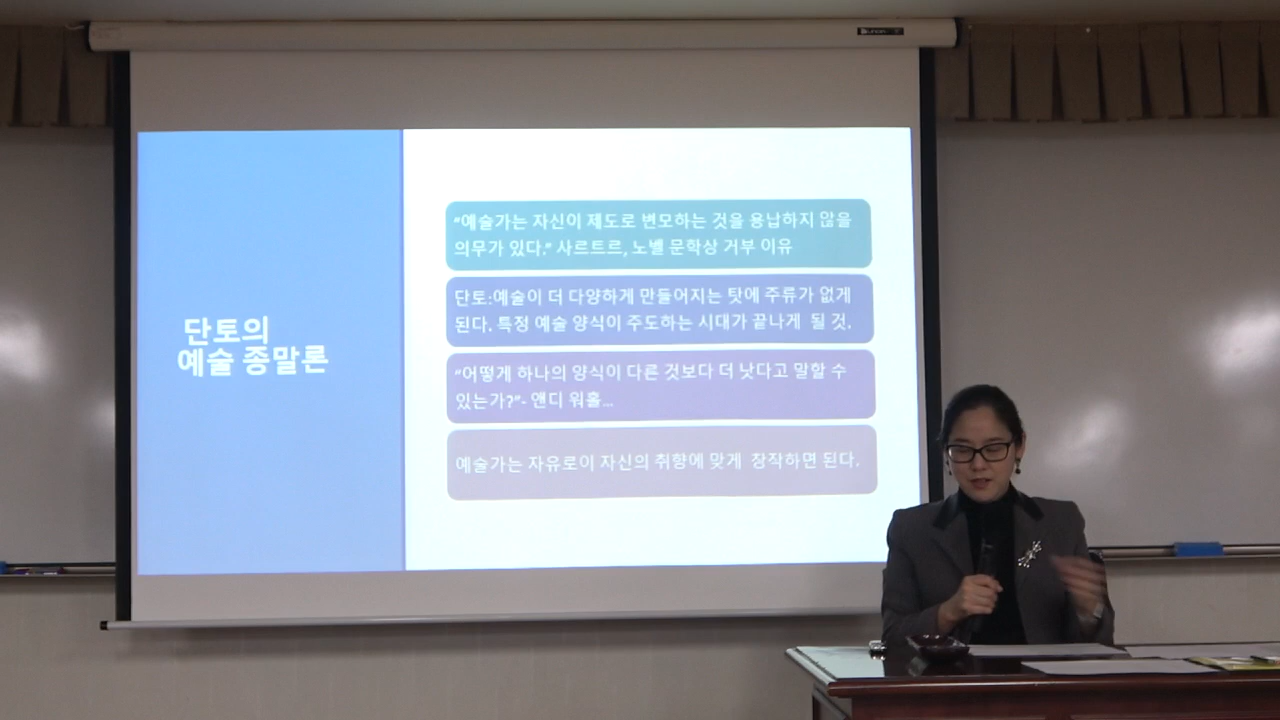 단토의
예술 종말론
"예술가는 자신이 제도로 변모하는 것을 용납하지 않을
의무가 있다." 사르트르, 노벨 문학상 거부 이유
단토:예술이 더 다양하게 만들어지는 탓에 주류가 없게
된다. 특정 예술 양식이 주도하는 시대가 끝나게 될 것.
"어떻게 하나의 양식이 다른 것보다 더 낫다고 말할 수
있는가?"- 앤디 워홀...
예술가는 자유로이 자신의 취향에 맞게 창작하면 된다.